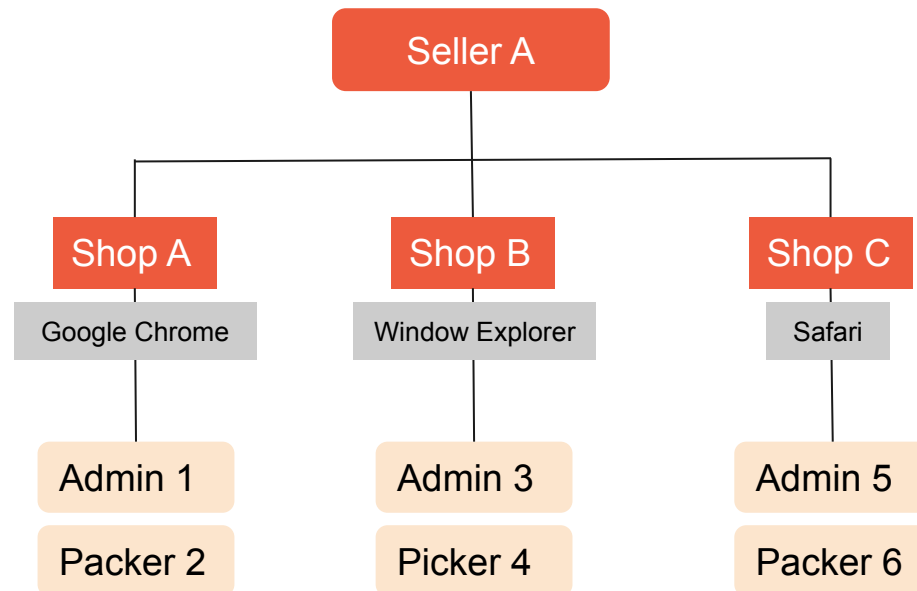 Seller A
Shop A
Shop B
Shop C
Google Chrome
Window Explorer
Safari
Admin 1
Admin 3
Admin 5
Packer 2
Picker 4
Packer 6